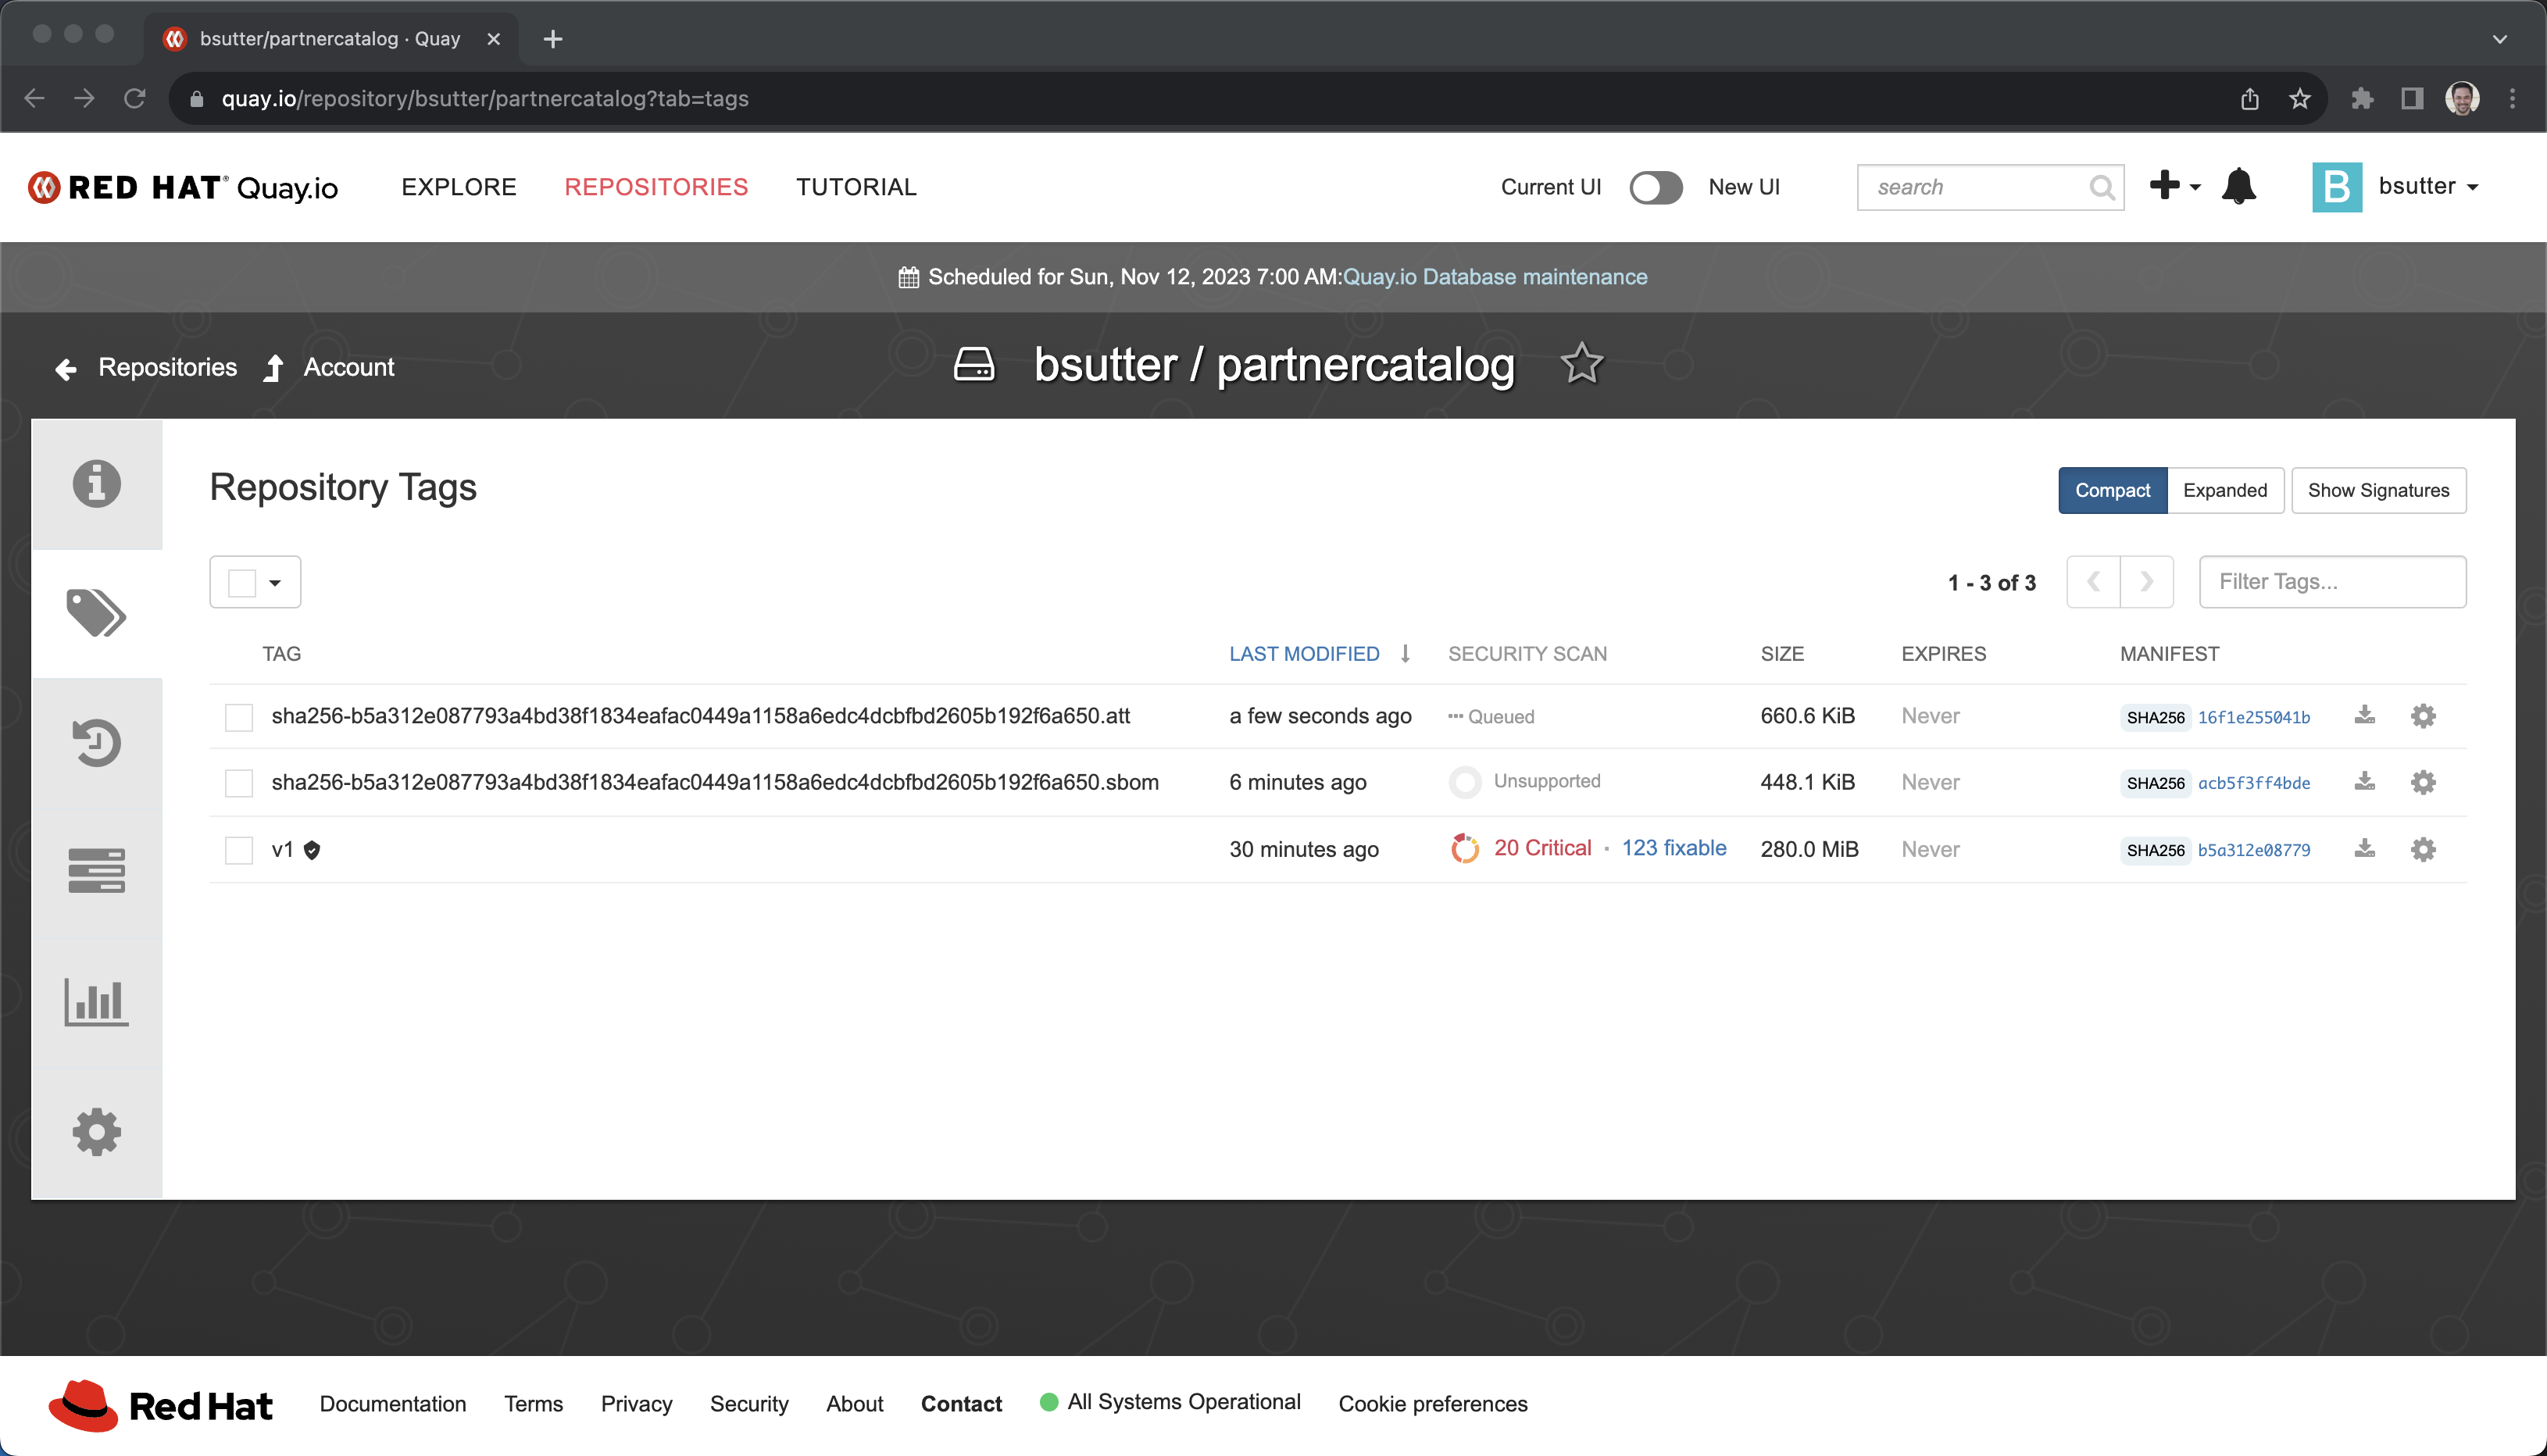 bsutter/partnercatalog · Quay
quay.io/repository/bsutter/partnercatalog?tab=tags
RED HAT® Quay.io EXPLORE REPOSITORIES TUTORIAL Current UI New UI search B bsutter
Scheduled for Sun, Nov 12, 2023 7:00 AM:Quay.io Database maintenance
Repositories Account bsutter / partnercatalog
Repository Tags Compact Expanded Show Signatures
1 - 3 of 3 Filter Tags...
TAG LAST MODIFIED SECURITY SCAN SIZE EXPIRES MANIFEST
sha256-b5a312e087793a4bd38f1834eafac0449a1158a6edc4dcbfbd2605b192f6a650.att a few seconds ago Queued 660.6 KiB Never SHA256 16f1e255041b
sha256-b5a312e087793a4bd38f1834eafac0449a1158a6edc4dcbfbd2605b192f6a650.sbom 6 minutes ago Unsupported 448.1 KiB Never SHA256 acb5f3ff4bde
v1 30 minutes ago 20 Critical · 123 fixable 280.0 MiB Never SHA256 b5a312e08779
Red Hat Documentation Terms Privacy Security About Contact All Systems Operational Cookie preferences